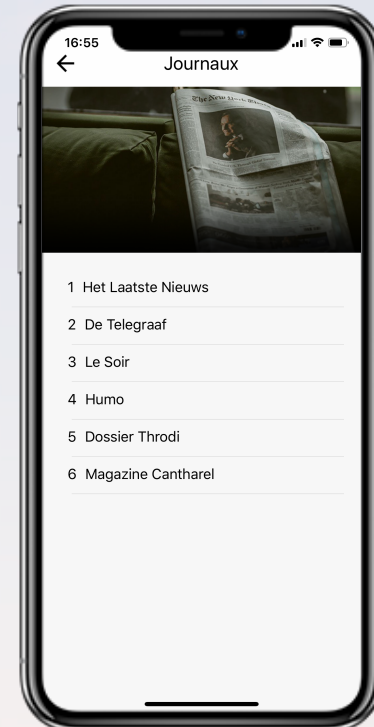 16:55
Journaux
The New York Times
1 Het Laatste Nieuws
2 De Telegraaf
3 Le Soir
4 Humo
5 Dossier Throdi
6 Magazine Cantharel